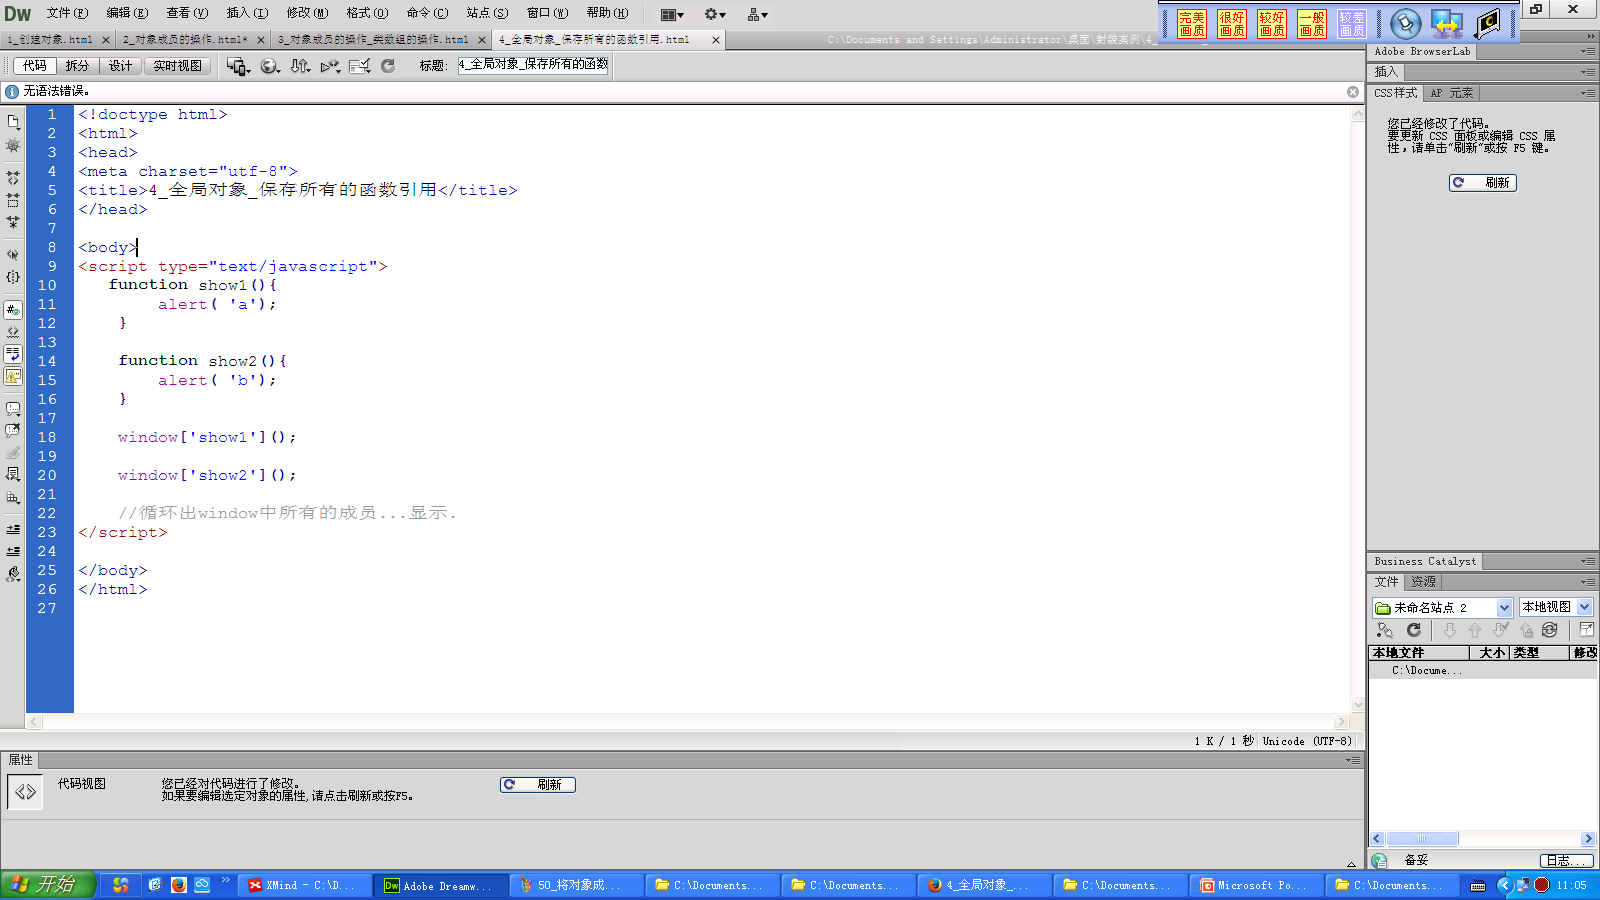 Dw 文件(F) 编辑(E) 查看(V) 插入(I) 修改(M) 格式(O) 命令(C) 站点(S) 窗口(W) 帮助(H)
完美画质 很好画质 较好画质 一般画质 较差画质
1_创建对象.html 2_对象成员的操作.html* 3_对象成员的操作_类数组的操作.html 4_全局对象_保存所有的函数引用.html C:\Documents and Settings\Administrator\桌面\封装案例\4_
代码 拆分 设计 实时视图 标题: 4_全局对象_保存所有的函数
无语法错误。
1 <!doctype html>
2 <html>
3 <head>
4 <meta charset="utf-8">
5 <title>4_全局对象_保存所有的函数引用</title>
6 </head>
7
8 <body>
9 <script type="text/javascript">
10 function show1(){
11 alert( 'a');
12 }
13
14 function show2(){
15 alert( 'b');
16 }
17
18 window['show1']();
19
20 window['show2']();
21
22 //循环出window中所有的成员...显示.
23 </script>
24
25 </body>
26 </html>
27
1 K / 1 秒 Unicode (UTF-8)
属性
代码视图
您已经对代码进行了修改。
如果要编辑选定对象的属性,请点击刷新或按F5。
刷新
Adobe BrowserLab
插入
CSS样式 AP 元素
您已经修改了代码。
要更新 CSS 面板或编辑 CSS 属
性，请单击"刷新"或按 F5 键。
刷新
Business Catalyst
文件 资源
未命名站点 2 本地视图
本地文件 大小 类型 修改
C:\Docume...
备妥 日志...
开始 XMind - C:\D... Adobe Dreamw... 50_将对象成... C:\Documents... C:\Documents... 4_全局对象_... C:\Documents... Microsoft Po... C:\Documents... 11:05